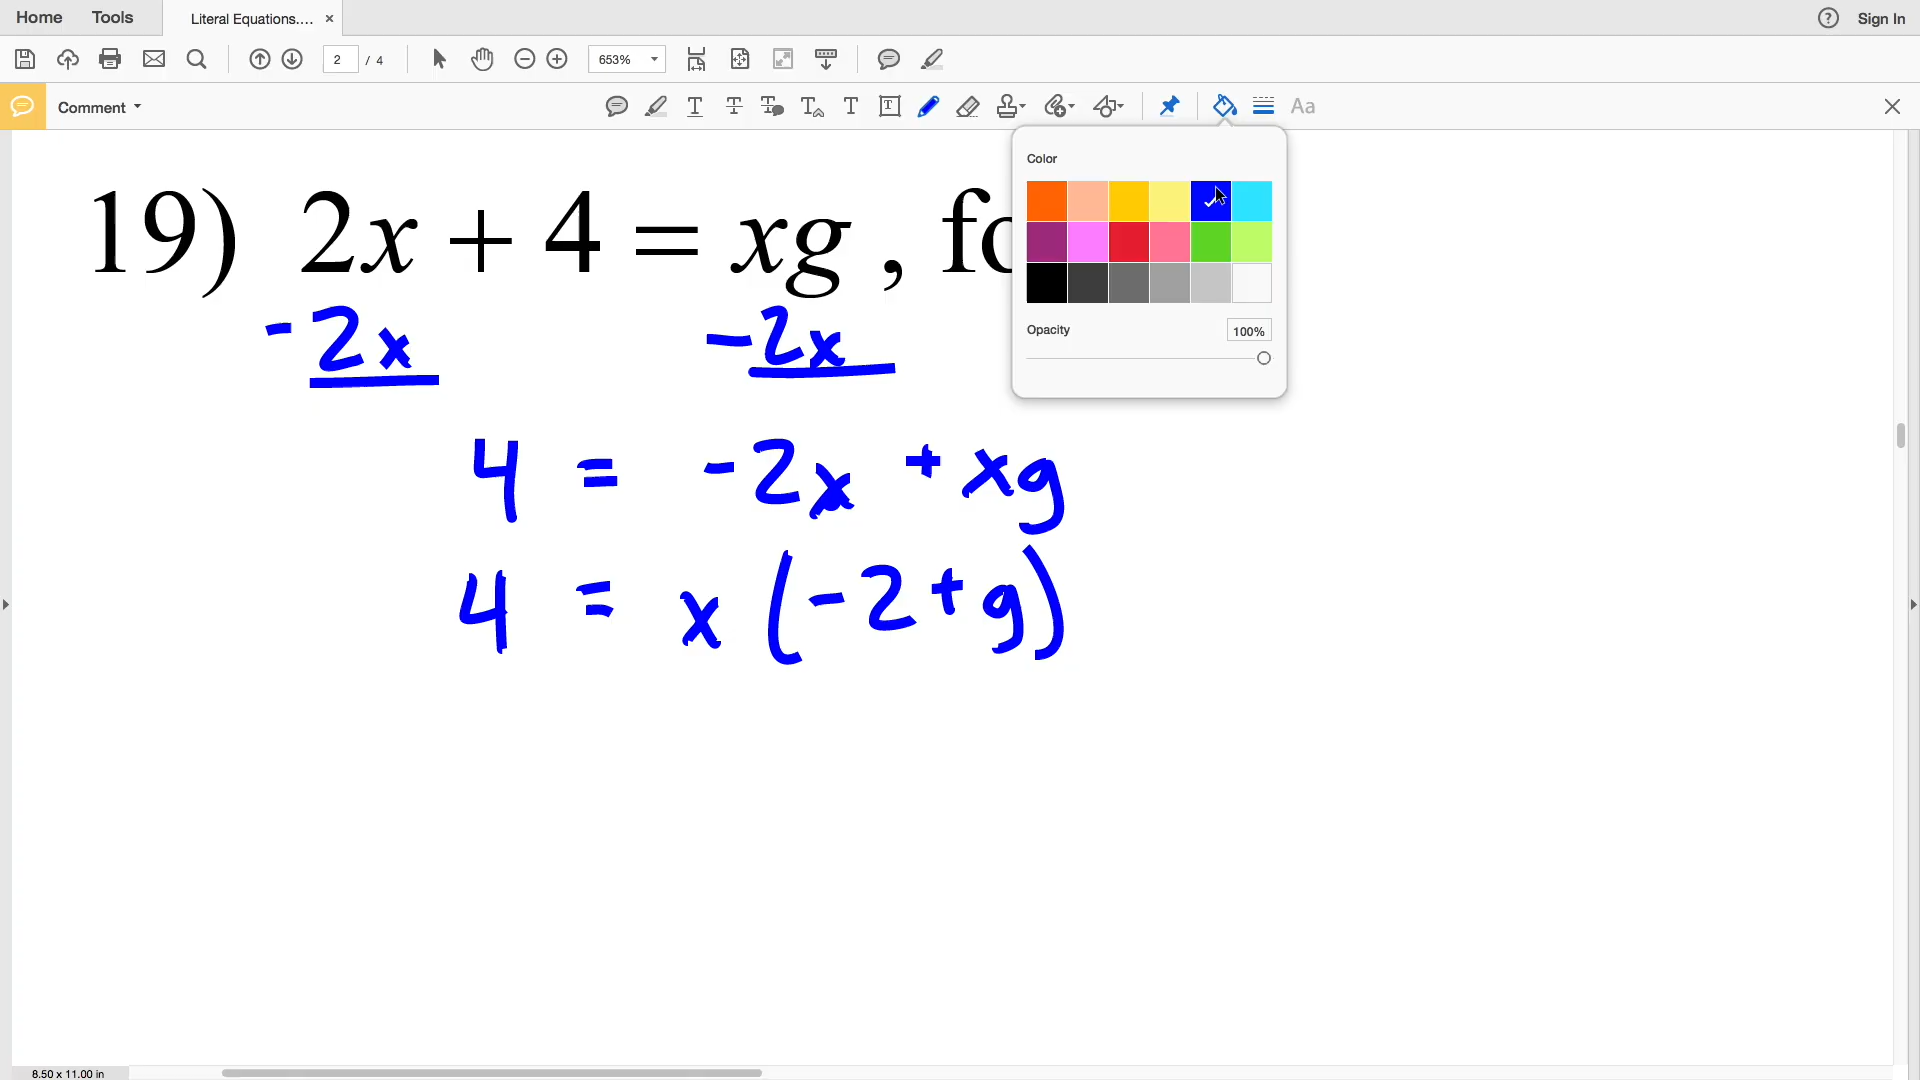 Home Tools Literal Equations.... × ? Sign In
2 / 4 653%
Comment Aa
Color
19) 2x + 4 = xg , fo
-2x -2x
Opacity 100%
4 = -2x + xg
4 = x (-2 + g)
8.50 x 11.00 in